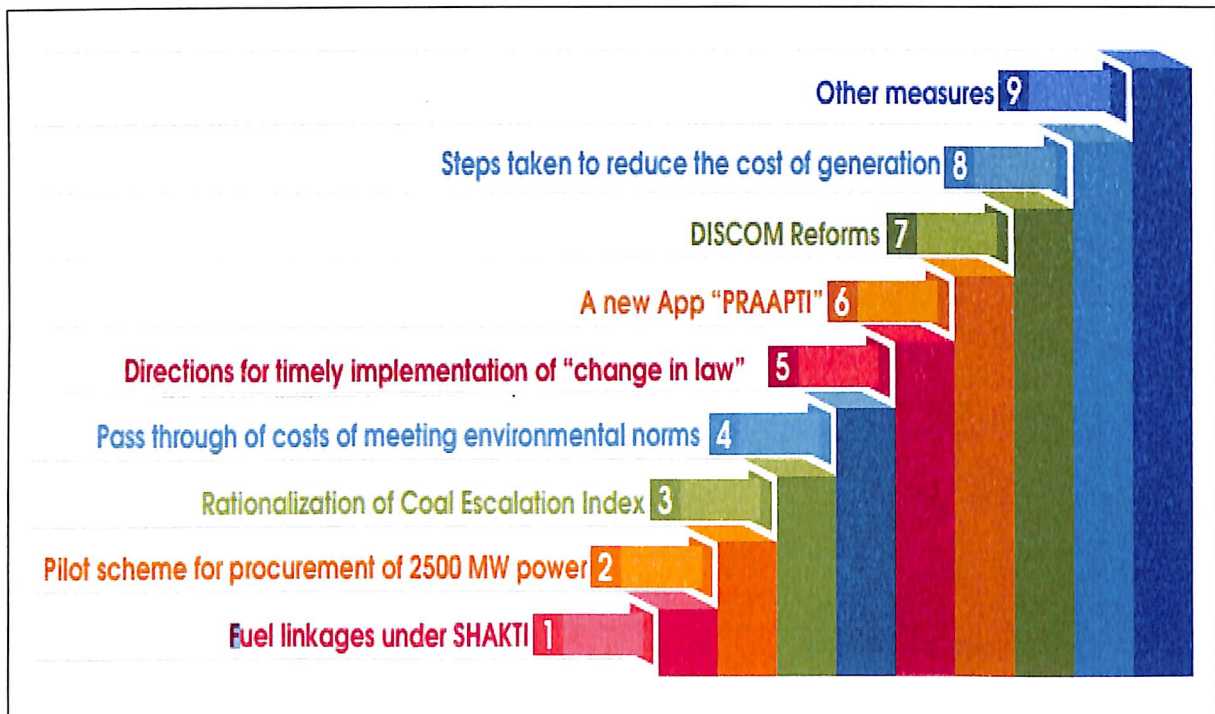 Other measures 9
Steps taken to reduce the cost of generation 8
DISCOM Reforms 7
A new App “PRAAPTI” 6
Directions for timely implementation of “change in law” 5
Pass through of costs of meeting environmental norms 4
Rationalization of Coal Escalation Index 3
Pilot scheme for procurement of 2500 MW power 2
Fuel linkages under SHAKTI 1